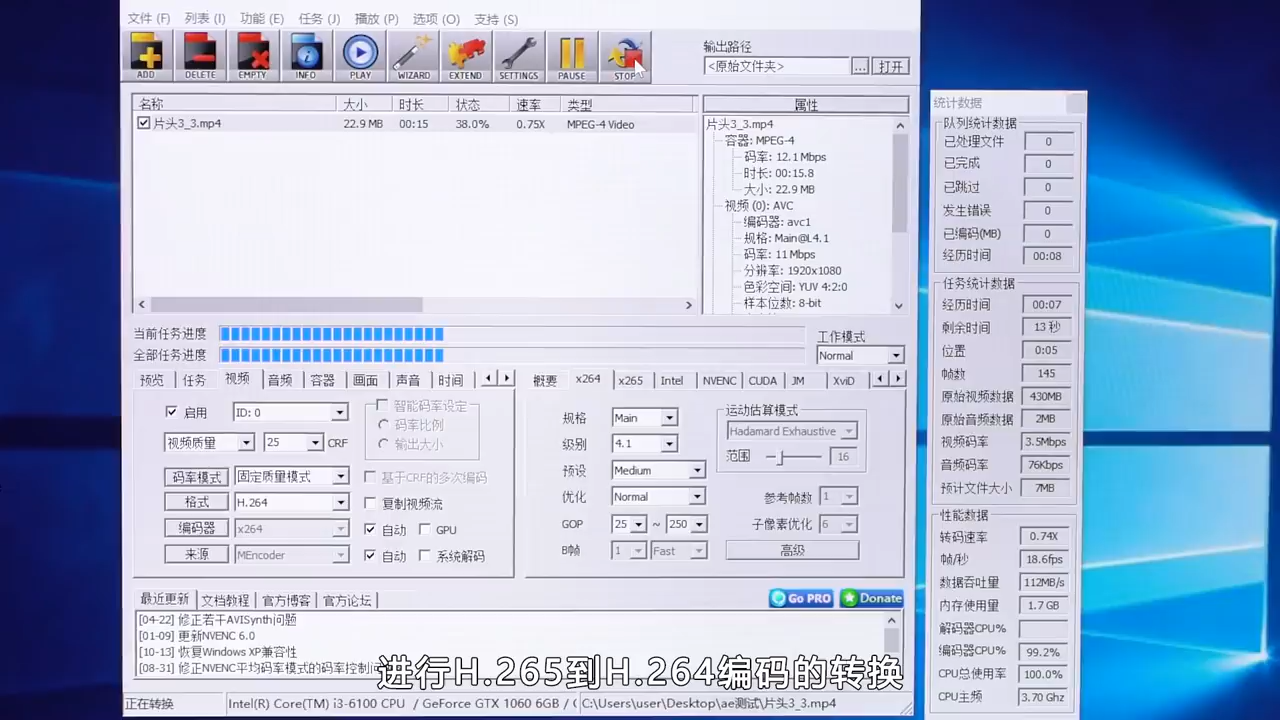 文件 (F) 列表 (I) 功能 (E) 任务 (J) 播放 (P) 选项 (O) 支持 (S)
ADD DELETE EMPTY INFO PLAY WIZARD EXTEND SETTINGS PAUSE STOP
输出路径
<原始文件夹> ... 打开
名称 大小 时长 状态 速率 类型
片头3_3.mp4 22.9 MB 00:15 38.0% 0.75X MPEG-4 Video
属性
片头3_3.mp4
容器: MPEG-4
码率: 12.1 Mbps
时长: 00:15.8
大小: 22.9 MB
视频 (0): AVC
编码器: avc1
规格: Main@L4.1
码率: 11 Mbps
分辨率: 1920x1080
色彩空间: YUV 4:2:0
样本位数: 8-bit
当前任务进度
全部任务进度
工作模式
Normal
预览 任务 视频 音频 容器 画面 声音 时间
启用 ID: 0
智能码率设定
码率比例
输出大小
视频质量 25 CRF
码率模式 固定质量模式
基于CRF的多次编码
格式 H.264 复制视频流
编码器 x264 自动 GPU
来源 MEncoder 自动 系统解码
概要 x264 x265 Intel NVENC CUDA JM XviD
规格 Main
级别 4.1
预设 Medium
优化 Normal
GOP 25 ~ 250
B帧 1 Fast
运动估算模式
Hadamard Exhaustive
范围 16
参考帧数 1
子像素优化 6
高级
最近更新 文档教程 官方博客 官方论坛
Go PRO Donate
[04-22] 修正若干AVISynth问题
[01-09] 更新NVENC 6.0
[10-13] 恢复Windows XP兼容性
[08-31] 修正NVENC平均码率模式的码率控制问
进行H.265到H.264编码的转换
正在转换 Intel(R) Core(TM) i3-6100 CPU / GeForce GTX 1060 6GB / ( C:\Users\user\Desktop\ae测试\片头3_3.mp4
统计数据
队列统计数据
已处理文件 0
已完成 0
已跳过 0
发生错误 0
已编码(MB) 0
经历时间 00:08
任务统计数据
经历时间 00:07
剩余时间 13 秒
位置 0:05
帧数 145
原始视频数据 430MB
原始音频数据 2MB
视频码率 3.5Mbps
音频码率 76Kbps
预计文件大小 7MB
性能数据
转码速率 0.74X
帧/秒 18.6fps
数据吞吐量 112MB/s
内存使用量 1.7 GB
解码器CPU%
编码器CPU% 99.2%
CPU总使用率 100.0%
CPU主频 3.70 Ghz